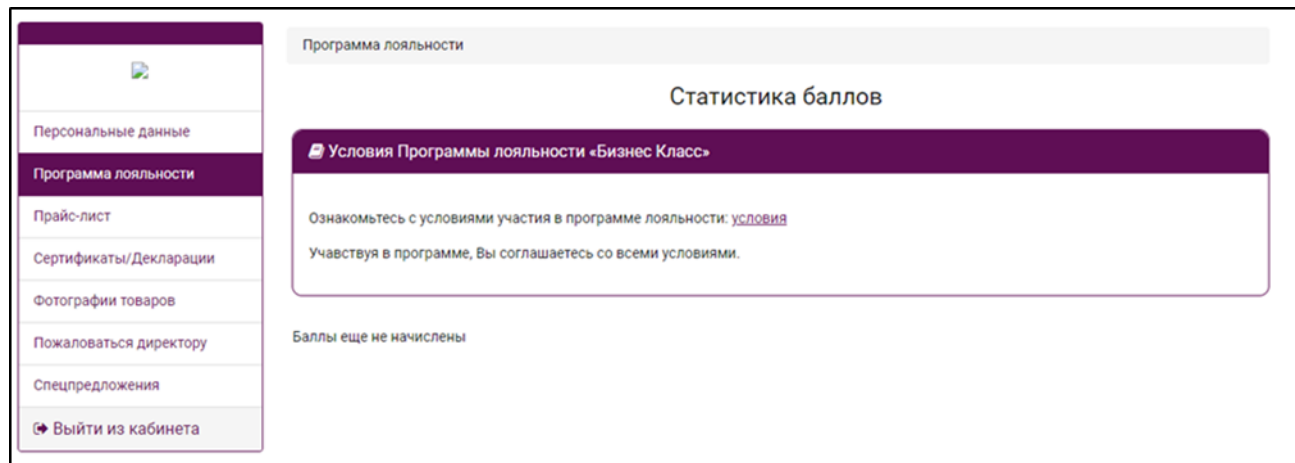 Персональные данные
Программа лояльности
Прайс-лист
Сертификаты/Декларации
Фотографии товаров
Пожаловаться директору
Спецпредложения
Выйти из кабинета
Программа лояльности
Статистика баллов
Условия Программы лояльности «Бизнес Класс»
Ознакомьтесь с условиями участия в программе лояльности: условия
Учавствуя в программе, Вы соглашаетесь со всеми условиями.
Баллы еще не начислены